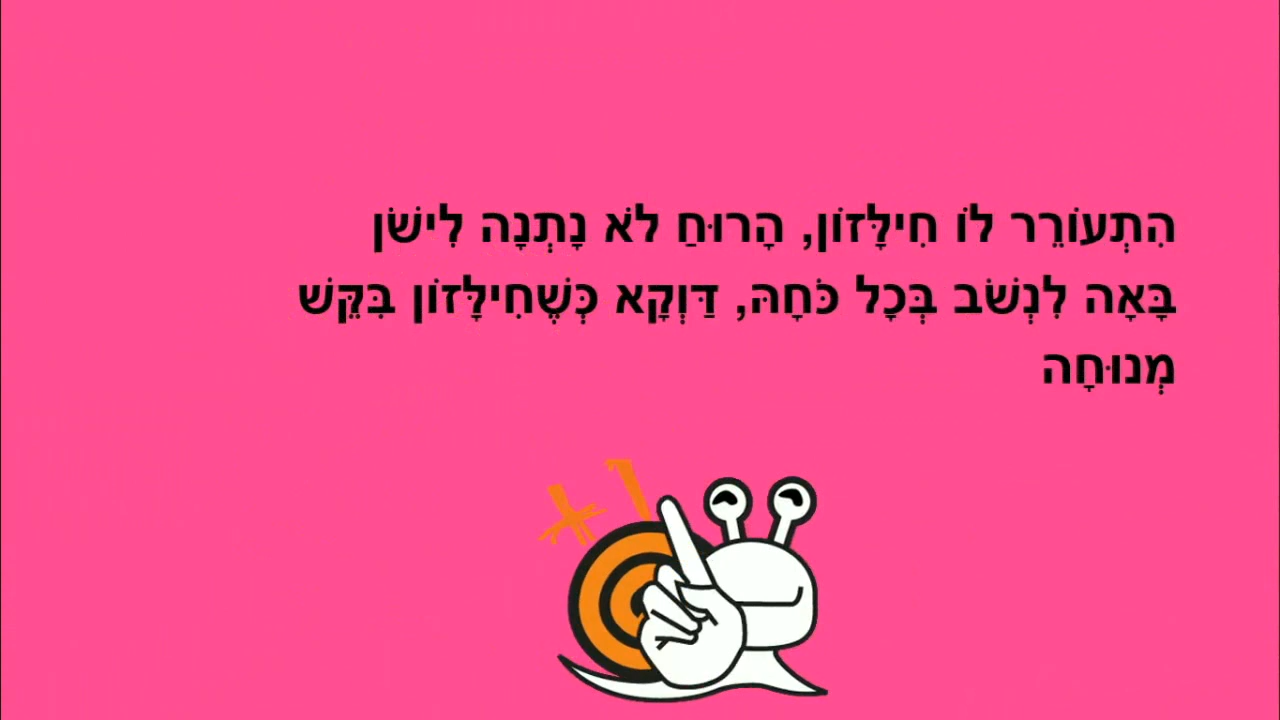 הִתְעוֹרֵר לוֹ חִילָּזוֹן, הָרוּחַ לֹא נָתְנָה לִישֹׁן
בָּאָה לִנְשֹׁב בְּכָל כֹּחָהּ, דַּוְקָא כְּשֶׁחִילָּזוֹן בִּקֵּשׁ
מְנוּחָה